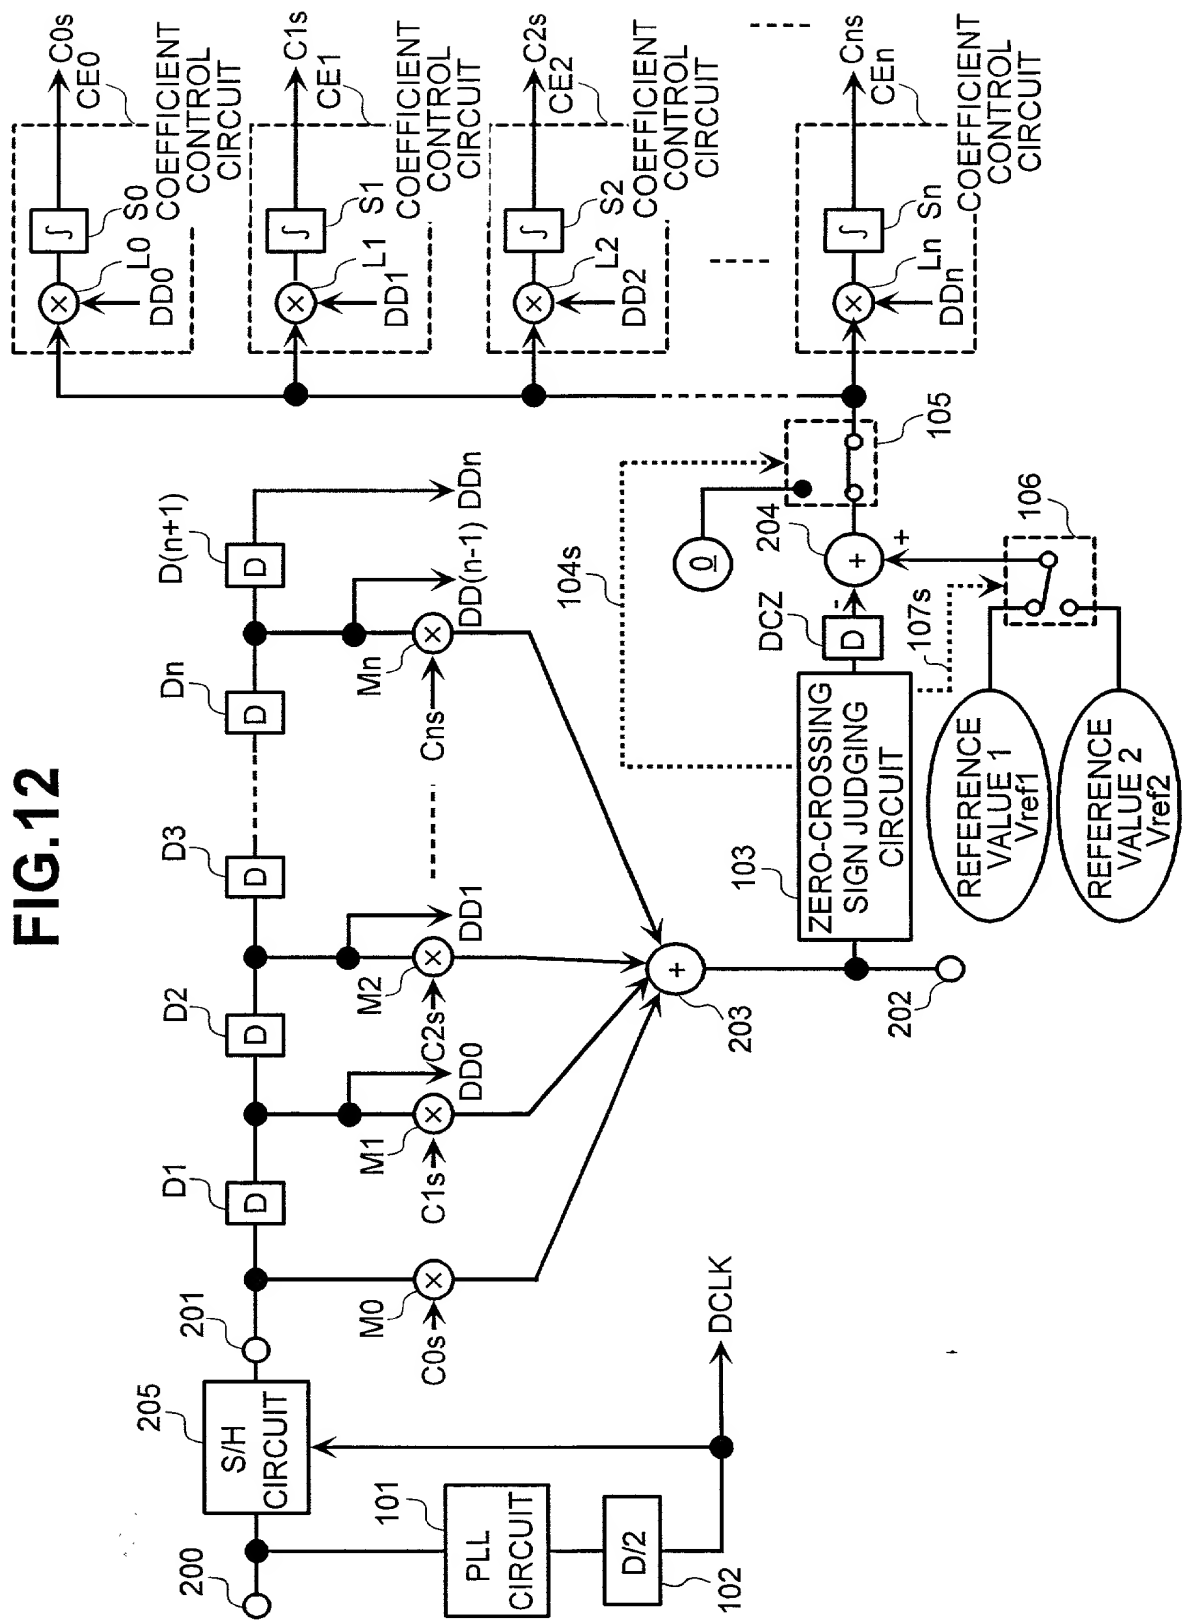 FIG.12
200
205
S/H
CIRCUIT
201
D1
D
D2
D
D3
D
Dn
D
D(n+1)
D
101
PLL
CIRCUIT
D/2
102
DCLK
C0s
M0
×
C1s
M1
×
DD0
C2s
M2
×
DD1
Cns
Mn
×
DD(n-1)
DDn
+
203
202
103
ZERO-CROSSING
SIGN JUDGING
CIRCUIT
104s
DCZ
D
-
204
+
+
0
105
107s
106
REFERENCE
VALUE 1
Vref1
REFERENCE
VALUE 2
Vref2
×
L0
DD0
∫
S0
C0s
CE0
COEFFICIENT
CONTROL
CIRCUIT
×
L1
DD1
∫
S1
C1s
CE1
COEFFICIENT
CONTROL
CIRCUIT
×
L2
DD2
∫
S2
C2s
CE2
COEFFICIENT
CONTROL
CIRCUIT
×
Ln
DDn
∫
Sn
Cns
CEn
COEFFICIENT
CONTROL
CIRCUIT